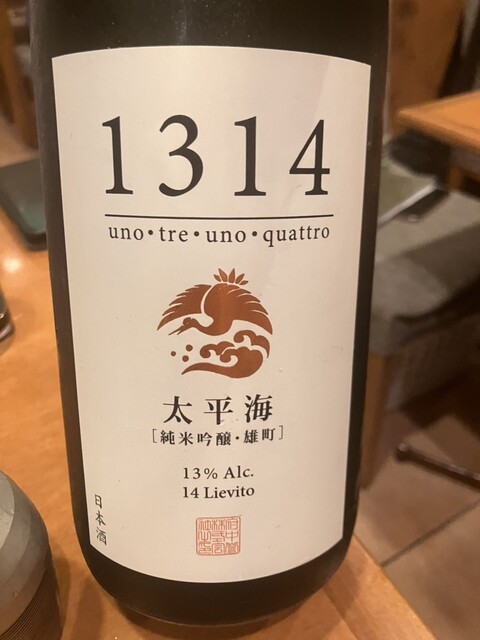 1314
uno・tre・uno・quattro
太平海
[純米吟醸・雄町]
13% Alc.
14 Lievito
日本酒